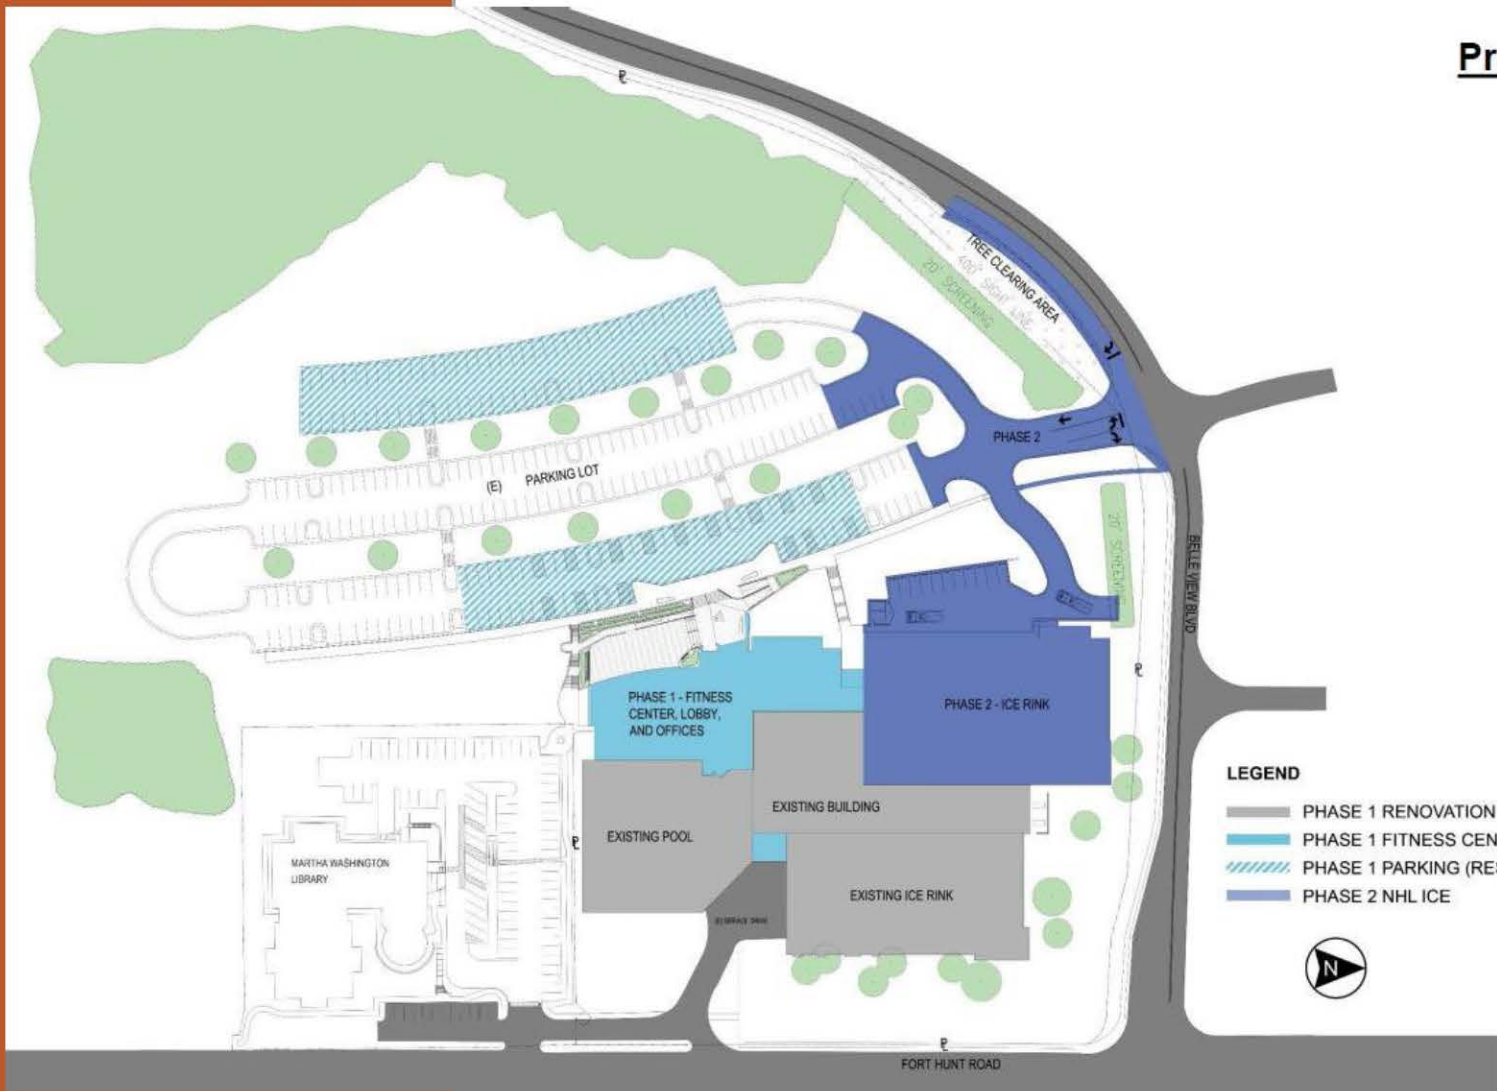 Pr
TREE CLEARING AREA
400' SIGHT LINE
20' SCREENING
PHASE 2
(E) PARKING LOT
20' SCREENING
BELLE VIEW BLVD
PHASE 1 - FITNESS
CENTER, LOBBY,
AND OFFICES
PHASE 2 - ICE RINK
EXISTING BUILDING
EXISTING POOL
MARTHA WASHINGTON
LIBRARY
EXISTING ICE RINK
(E) SERVICE DRIVE
FORT HUNT ROAD
LEGEND
PHASE 1 RENOVATION
PHASE 1 FITNESS CEN
PHASE 1 PARKING (RES
PHASE 2 NHL ICE
N